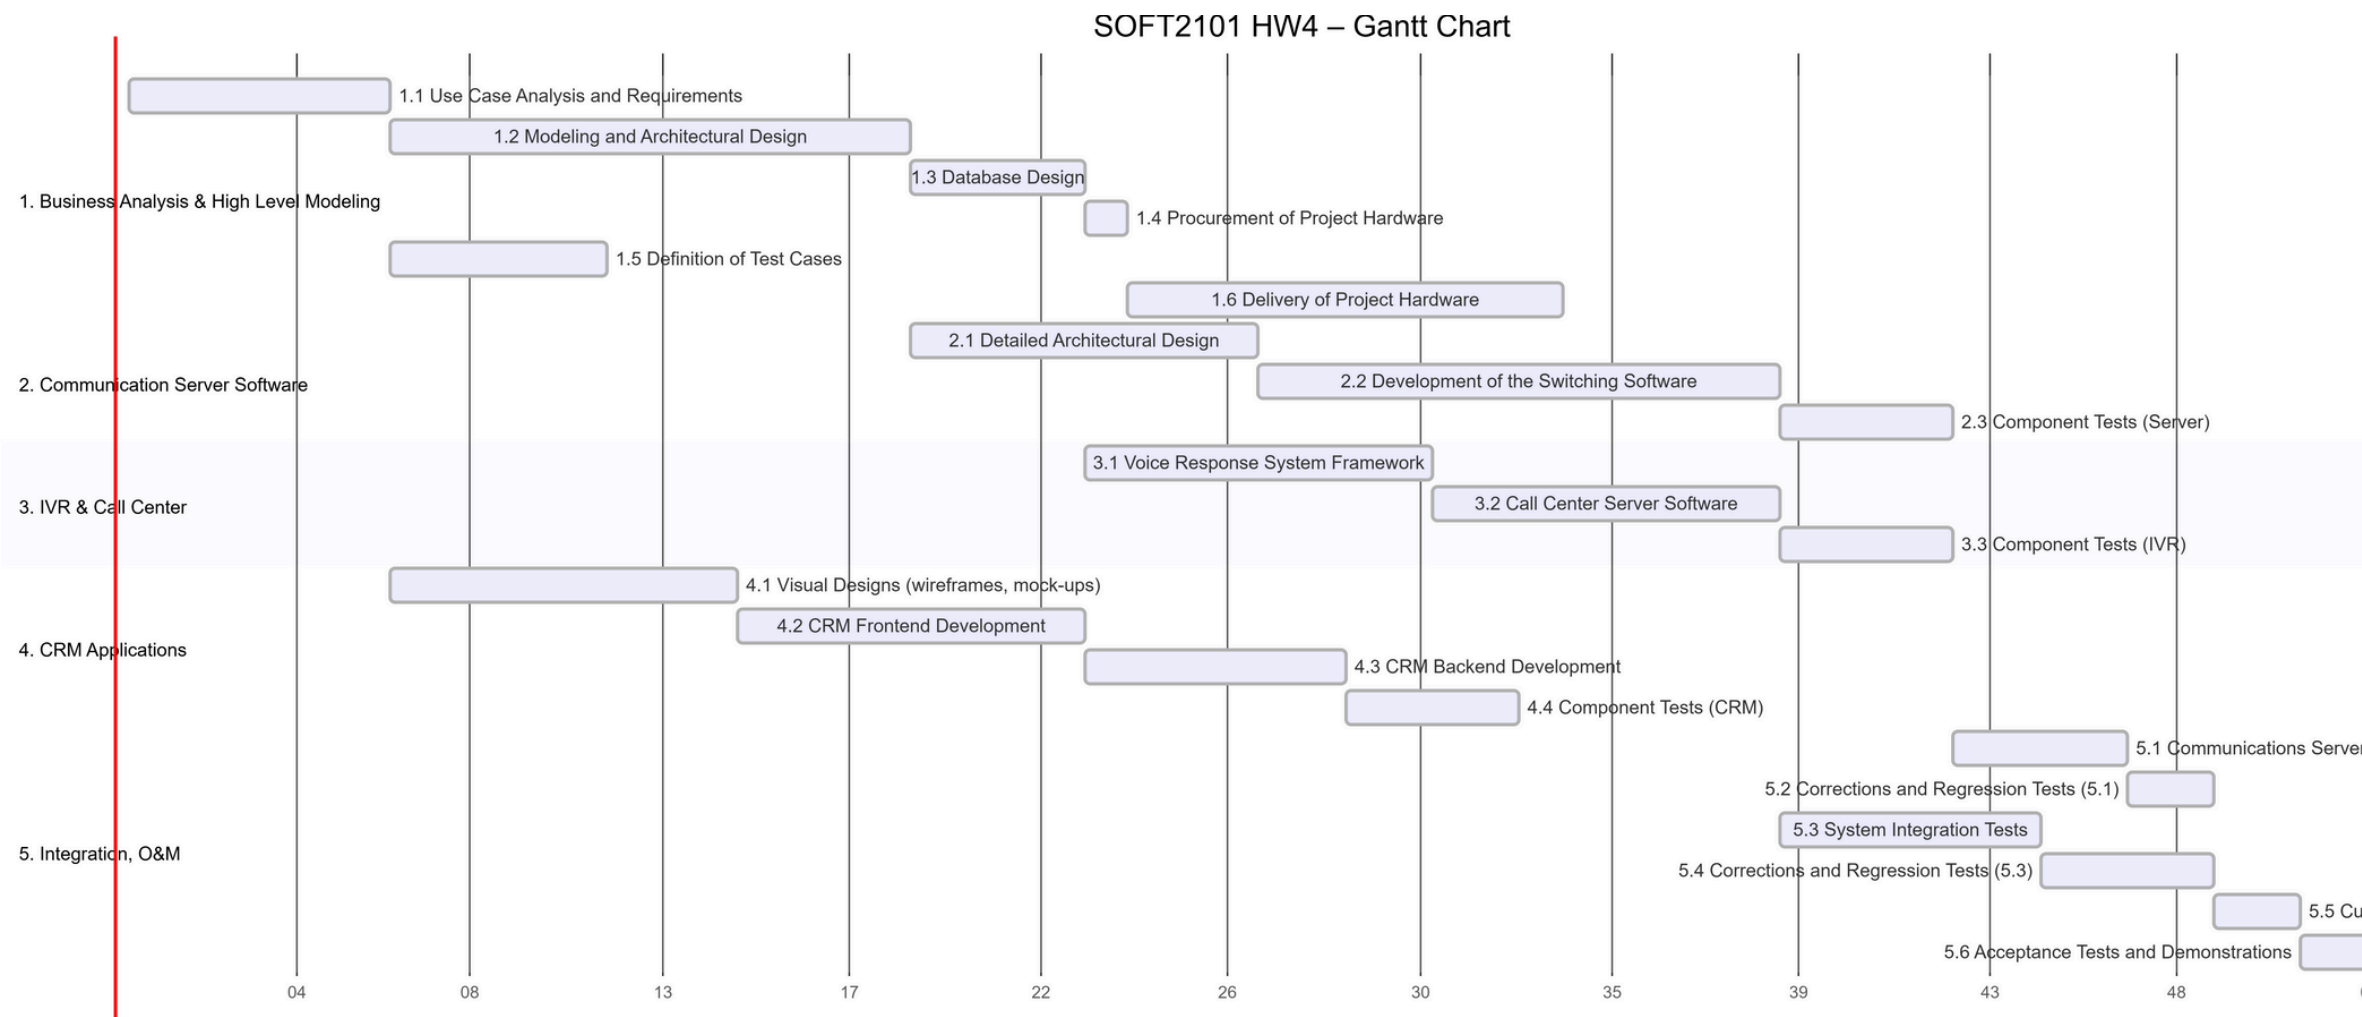 SOFT2101 HW4 – Gantt Chart
1.1 Use Case Analysis and Requirements
1.2 Modeling and Architectural Design
1.3 Database Design
1. Business Analysis & High Level Modeling
1.4 Procurement of Project Hardware
1.5 Definition of Test Cases
1.6 Delivery of Project Hardware
2.1 Detailed Architectural Design
2. Communication Server Software
2.2 Development of the Switching Software
2.3 Component Tests (Server)
3.1 Voice Response System Framework
3. IVR & Call Center
3.2 Call Center Server Software
3.3 Component Tests (IVR)
4.1 Visual Designs (wireframes, mock-ups)
4.2 CRM Frontend Development
4. CRM Applications
4.3 CRM Backend Development
4.4 Component Tests (CRM)
5.1 Communications Server
5.2 Corrections and Regression Tests (5.1)
5.3 System Integration Tests
5. Integration, O&M
5.4 Corrections and Regression Tests (5.3)
5.5 Cu
5.6 Acceptance Tests and Demonstrations
04 08 13 17 22 26 30 35 39 43 48